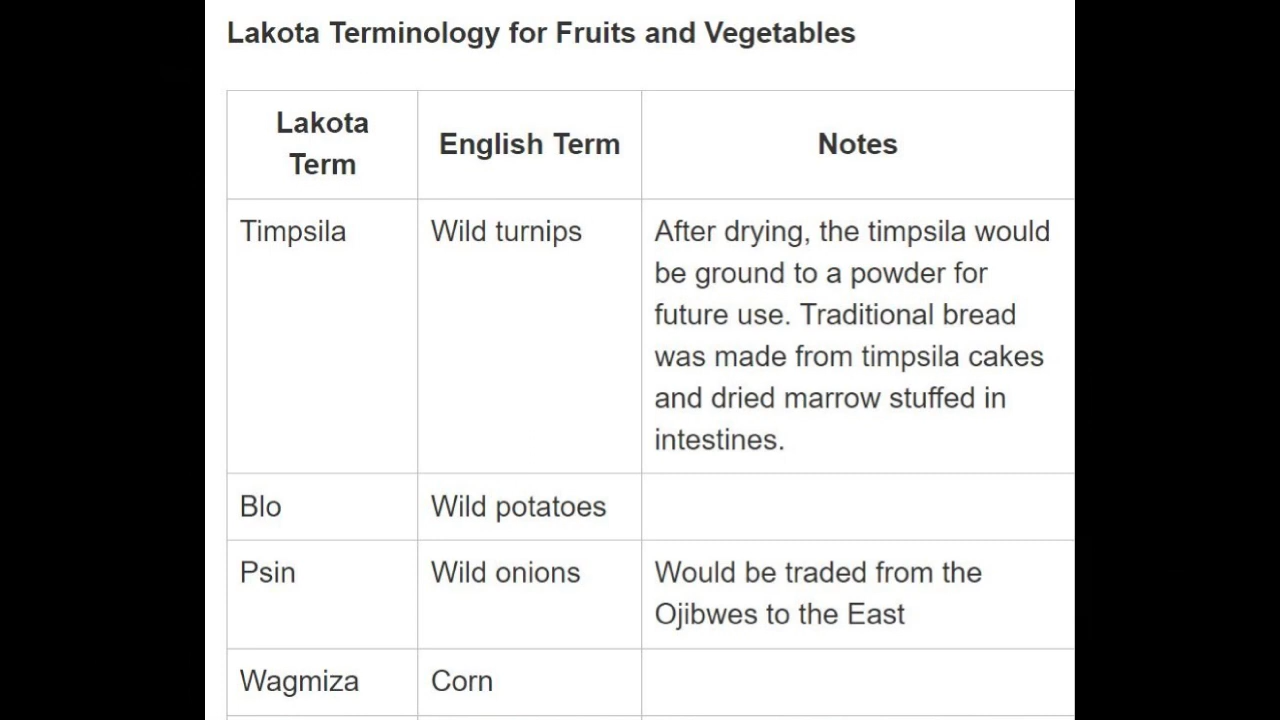 Lakota Terminology for Fruits and Vegetables
Lakota
Term
English Term
Notes
Timpsila
Wild turnips
After drying, the timpsila would
be ground to a powder for
future use. Traditional bread
was made from timpsila cakes
and dried marrow stuffed in
intestines.
Blo
Wild potatoes
Psin
Wild onions
Would be traded from the
Ojibwes to the East
Wagmiza
Corn